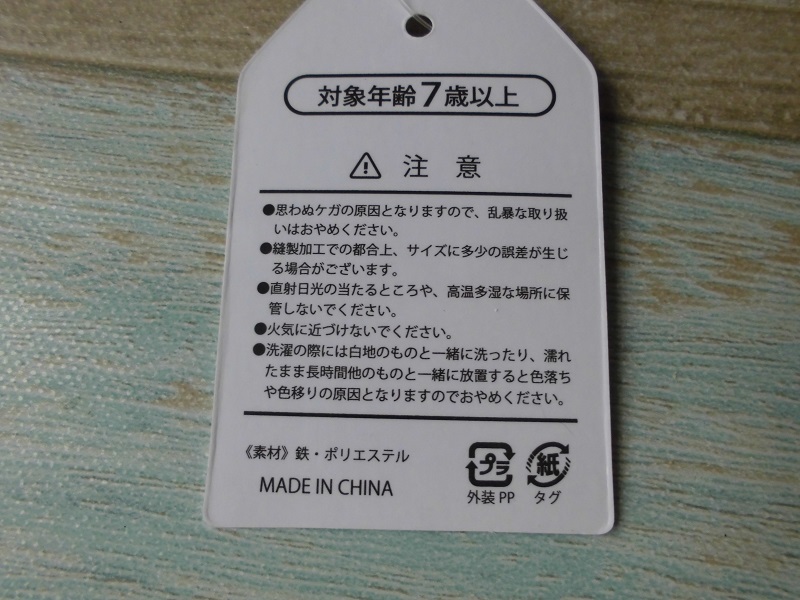 対象年齢7歳以上
注意
●思わぬケガの原因となりますので、乱暴な取り扱
いはおやめください。
●縫製加工での都合上、サイズに多少の誤差が生じ
る場合がございます。
●直射日光の当たるところや、高温多湿な場所に保
管しないでください。
●火気に近づけないでください。
●洗濯の際には白地のものと一緒に洗ったり、濡れ
たまま長時間他のものと一緒に放置すると色落ち
や色移りの原因となりますのでおやめください。
《素材》鉄・ポリエステル
MADE IN CHINA
プラ 紙
外装 PP タグ